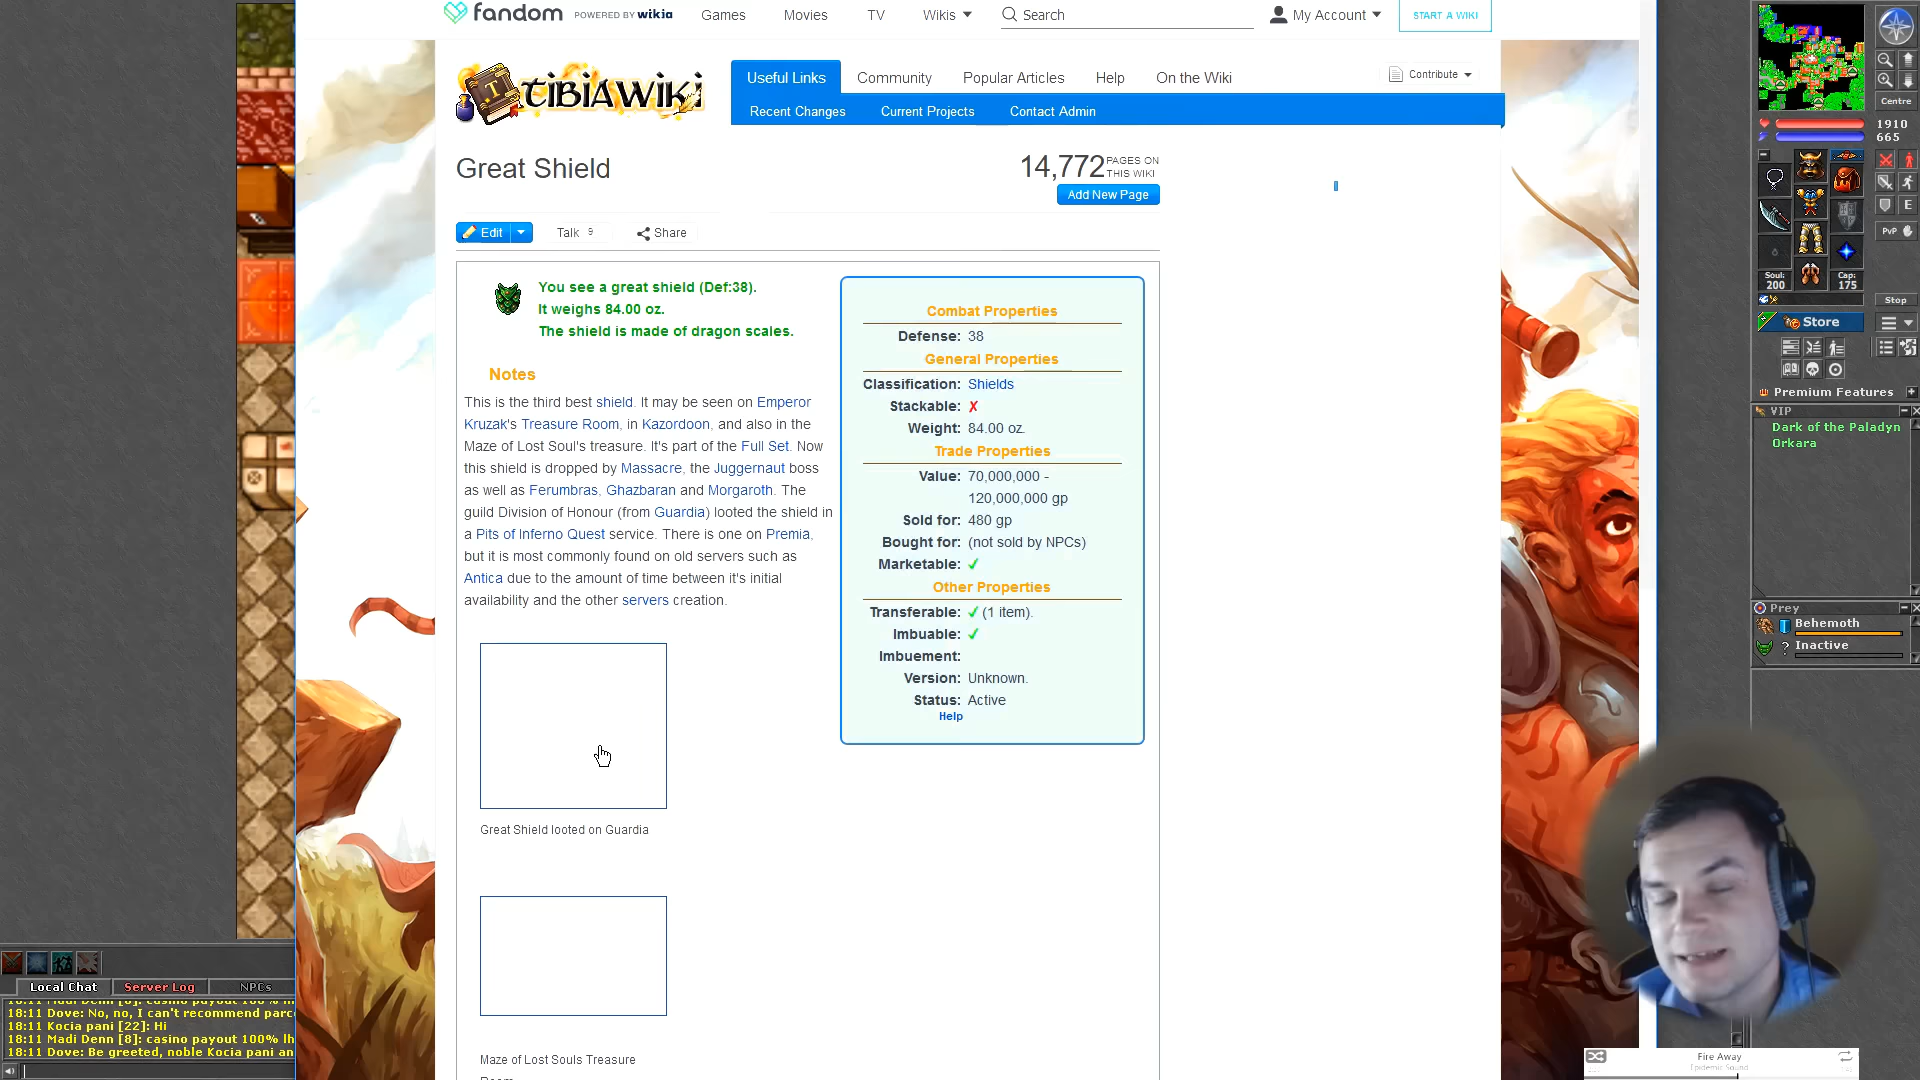 fandom POWERED BY wikia Games Movies TV Wikis Search My Account START A WIKI
TIBIAWIKI
Useful Links Community Popular Articles Help On the Wiki Contribute
Recent Changes Current Projects Contact Admin
Great Shield
14,772 PAGES ON
THIS WIKI
Add New Page
Edit Talk 9 Share
You see a great shield (Def:38).
It weighs 84.00 oz.
The shield is made of dragon scales.
Notes
This is the third best shield. It may be seen on Emperor
Kruzak's Treasure Room, in Kazordoon, and also in the
Maze of Lost Soul's treasure. It's part of the Full Set. Now
this shield is dropped by Massacre, the Juggernaut boss
as well as Ferumbras, Ghazbaran and Morgaroth. The
guild Division of Honour (from Guardia) looted the shield in
a Pits of Inferno Quest service. There is one on Premia,
but it is most commonly found on old servers such as
Antica due to the amount of time between it's initial
availability and the other servers creation.
Great Shield looted on Guardia
Maze of Lost Souls Treasure
Combat Properties
Defense: 38
General Properties
Classification: Shields
Stackable: ✗
Weight: 84.00 oz.
Trade Properties
Value: 70,000,000 -
120,000,000 gp
Sold for: 480 gp
Bought for: (not sold by NPCs)
Marketable: ✓
Other Properties
Transferable: ✓ (1 item).
Imbuable: ✓
Imbuement:
Version: Unknown.
Status: Active
Help
Centre
1910
665
E
PvP
Soul:
200
Cap:
175
Stop
Store
Premium Features
VIP
Dark of the Paladyn
Orkara
Prey
Behemoth
? Inactive
Local Chat Server Log NPCs
18:11 Madi Denn [8]: casino payout 100%
18:11 Dove: No, no, I can't recommend
18:11 Kocia pani [22]: Hi
18:11 Madi Denn [8]: casino payout 100% lh
18:11 Dove: Be greeted, noble Kocia pani an
Fire Away
Epidemic Sound